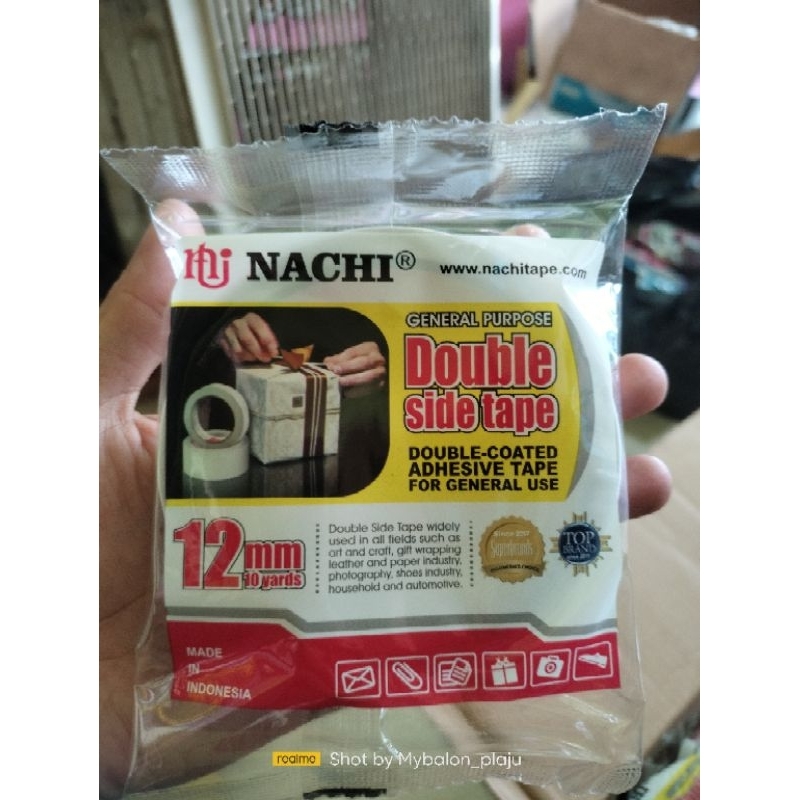 NACHI®
www.nachitape.com
GENERAL PURPOSE
Double
side tape
DOUBLE-COATED
ADHESIVE TAPE
FOR GENERAL USE
12mm
10 yards
Double Side Tape widely
used in all fields such as
art and craft, gift wrapping
leather and paper industry,
photography, shoes industry,
household and automotive.
Superbrands
TOP
BRAND
MADE
IN
INDONESIA
realme
Shot by Mybalon_plaju